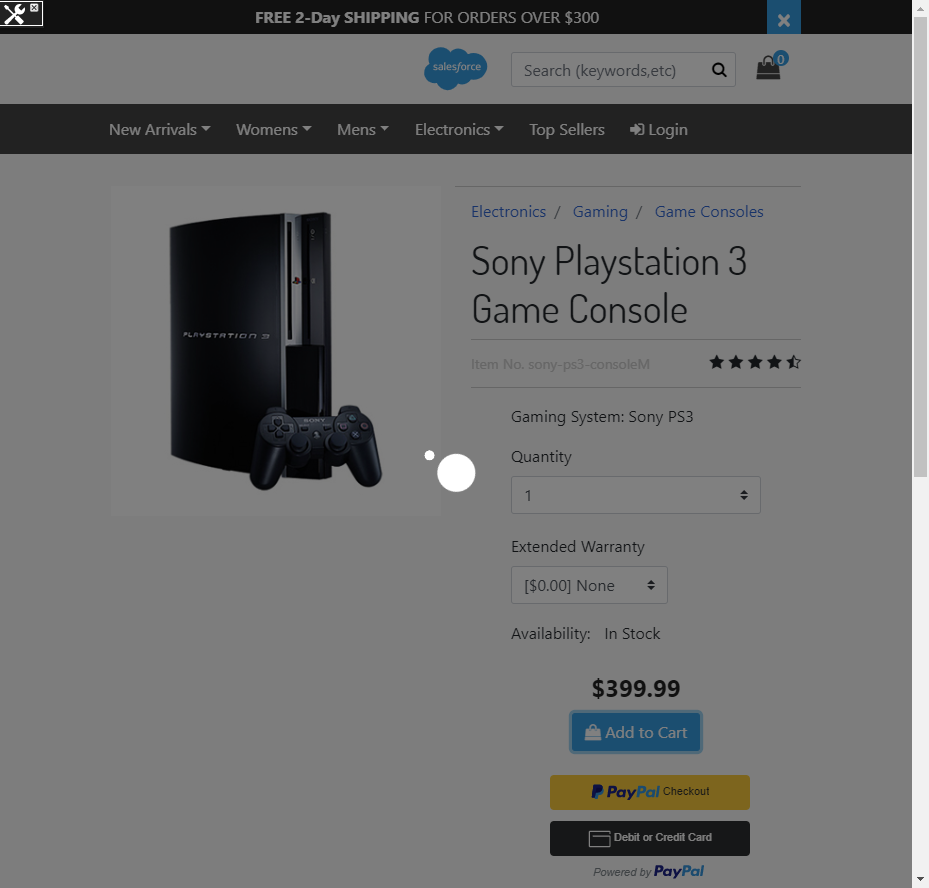 FREE 2-Day SHIPPING FOR ORDERS OVER $300
salesforce
Search (keywords,etc)
0
New Arrivals Womens Mens Electronics Top Sellers Login
Electronics / Gaming / Game Consoles
Sony Playstation 3
Game Console
PLAYSTATION 3
SONY
Item No. sony-ps3-consoleM
Gaming System: Sony PS3
Quantity
1
Extended Warranty
[$0.00] None
Availability: In Stock
$399.99
Add to Cart
PayPal Checkout
Debit or Credit Card
Powered by PayPal